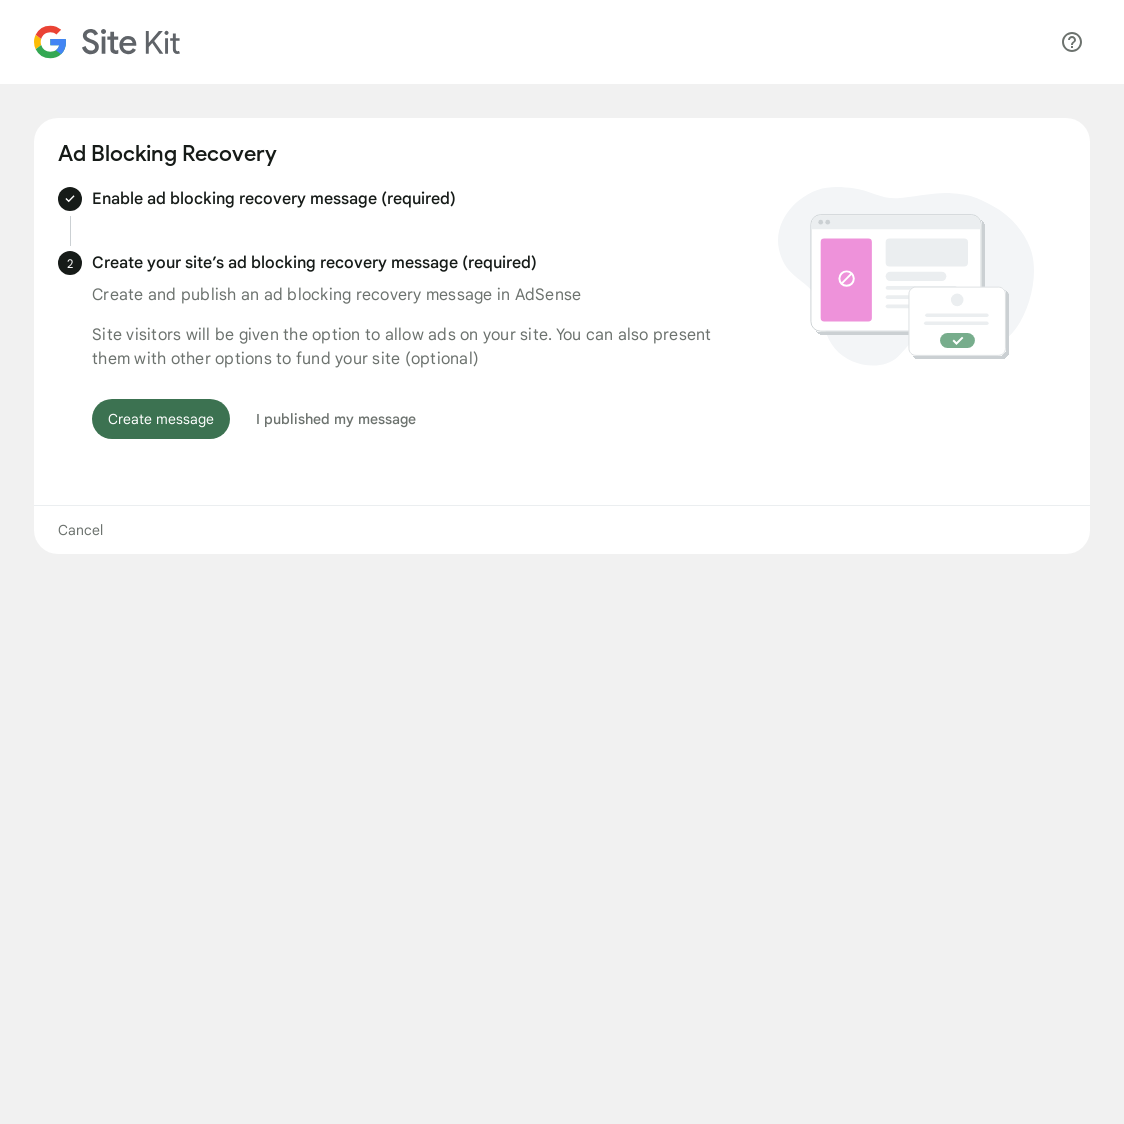 Site Kit
Ad Blocking Recovery
Enable ad blocking recovery message (required)
2
Create your site’s ad blocking recovery message (required)
Create and publish an ad blocking recovery message in AdSense
Site visitors will be given the option to allow ads on your site. You can also present
them with other options to fund your site (optional)
Create message
I published my message
Cancel